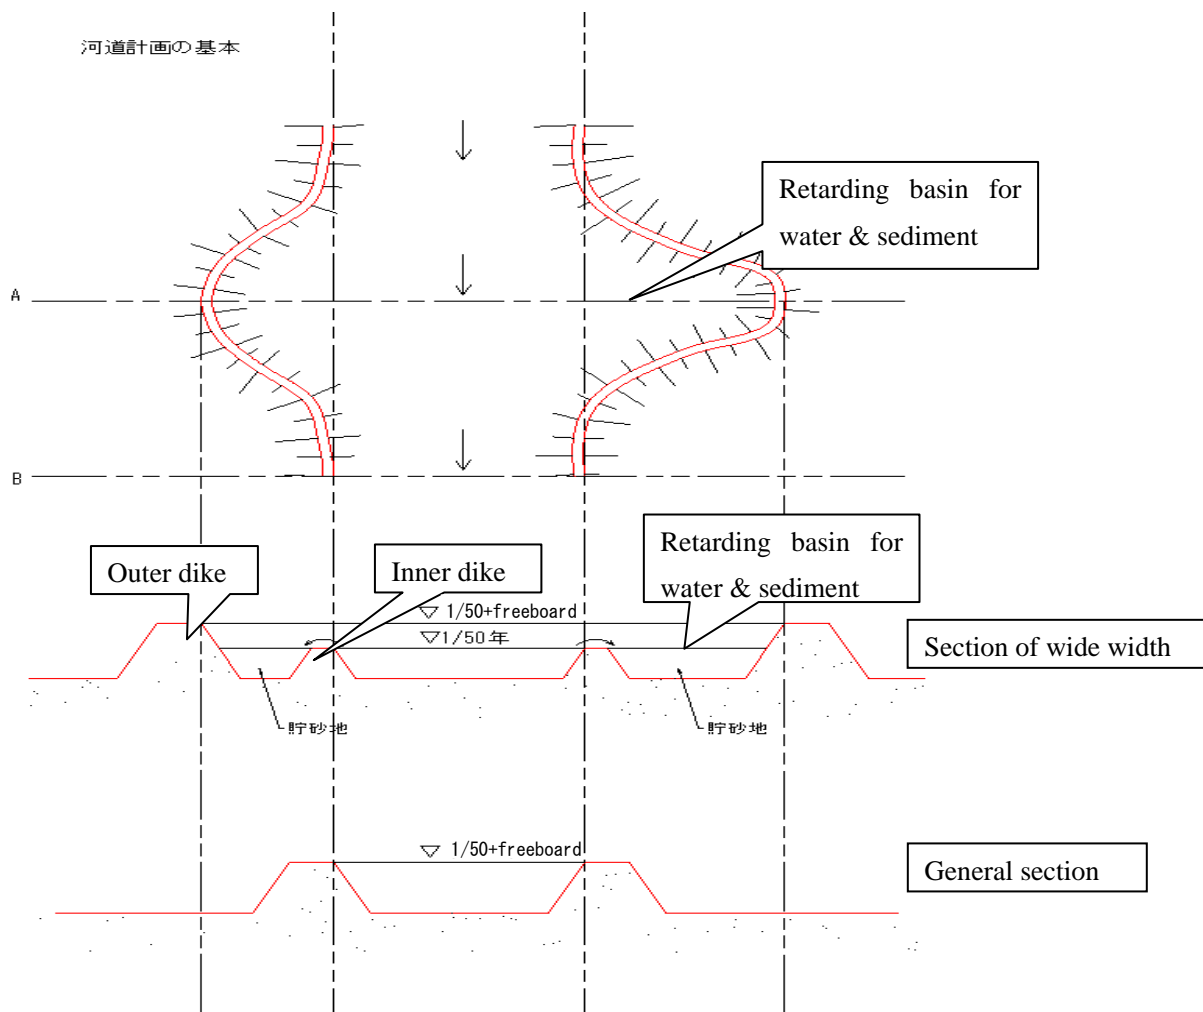 河道計画の基本
Retarding basin for
water & sediment
A
B
Retarding basin for
water & sediment
Outer dike
Inner dike
▽ 1/50+freeboard
▽1/50年
Section of wide width
貯砂地
貯砂地
▽ 1/50+freeboard
General section